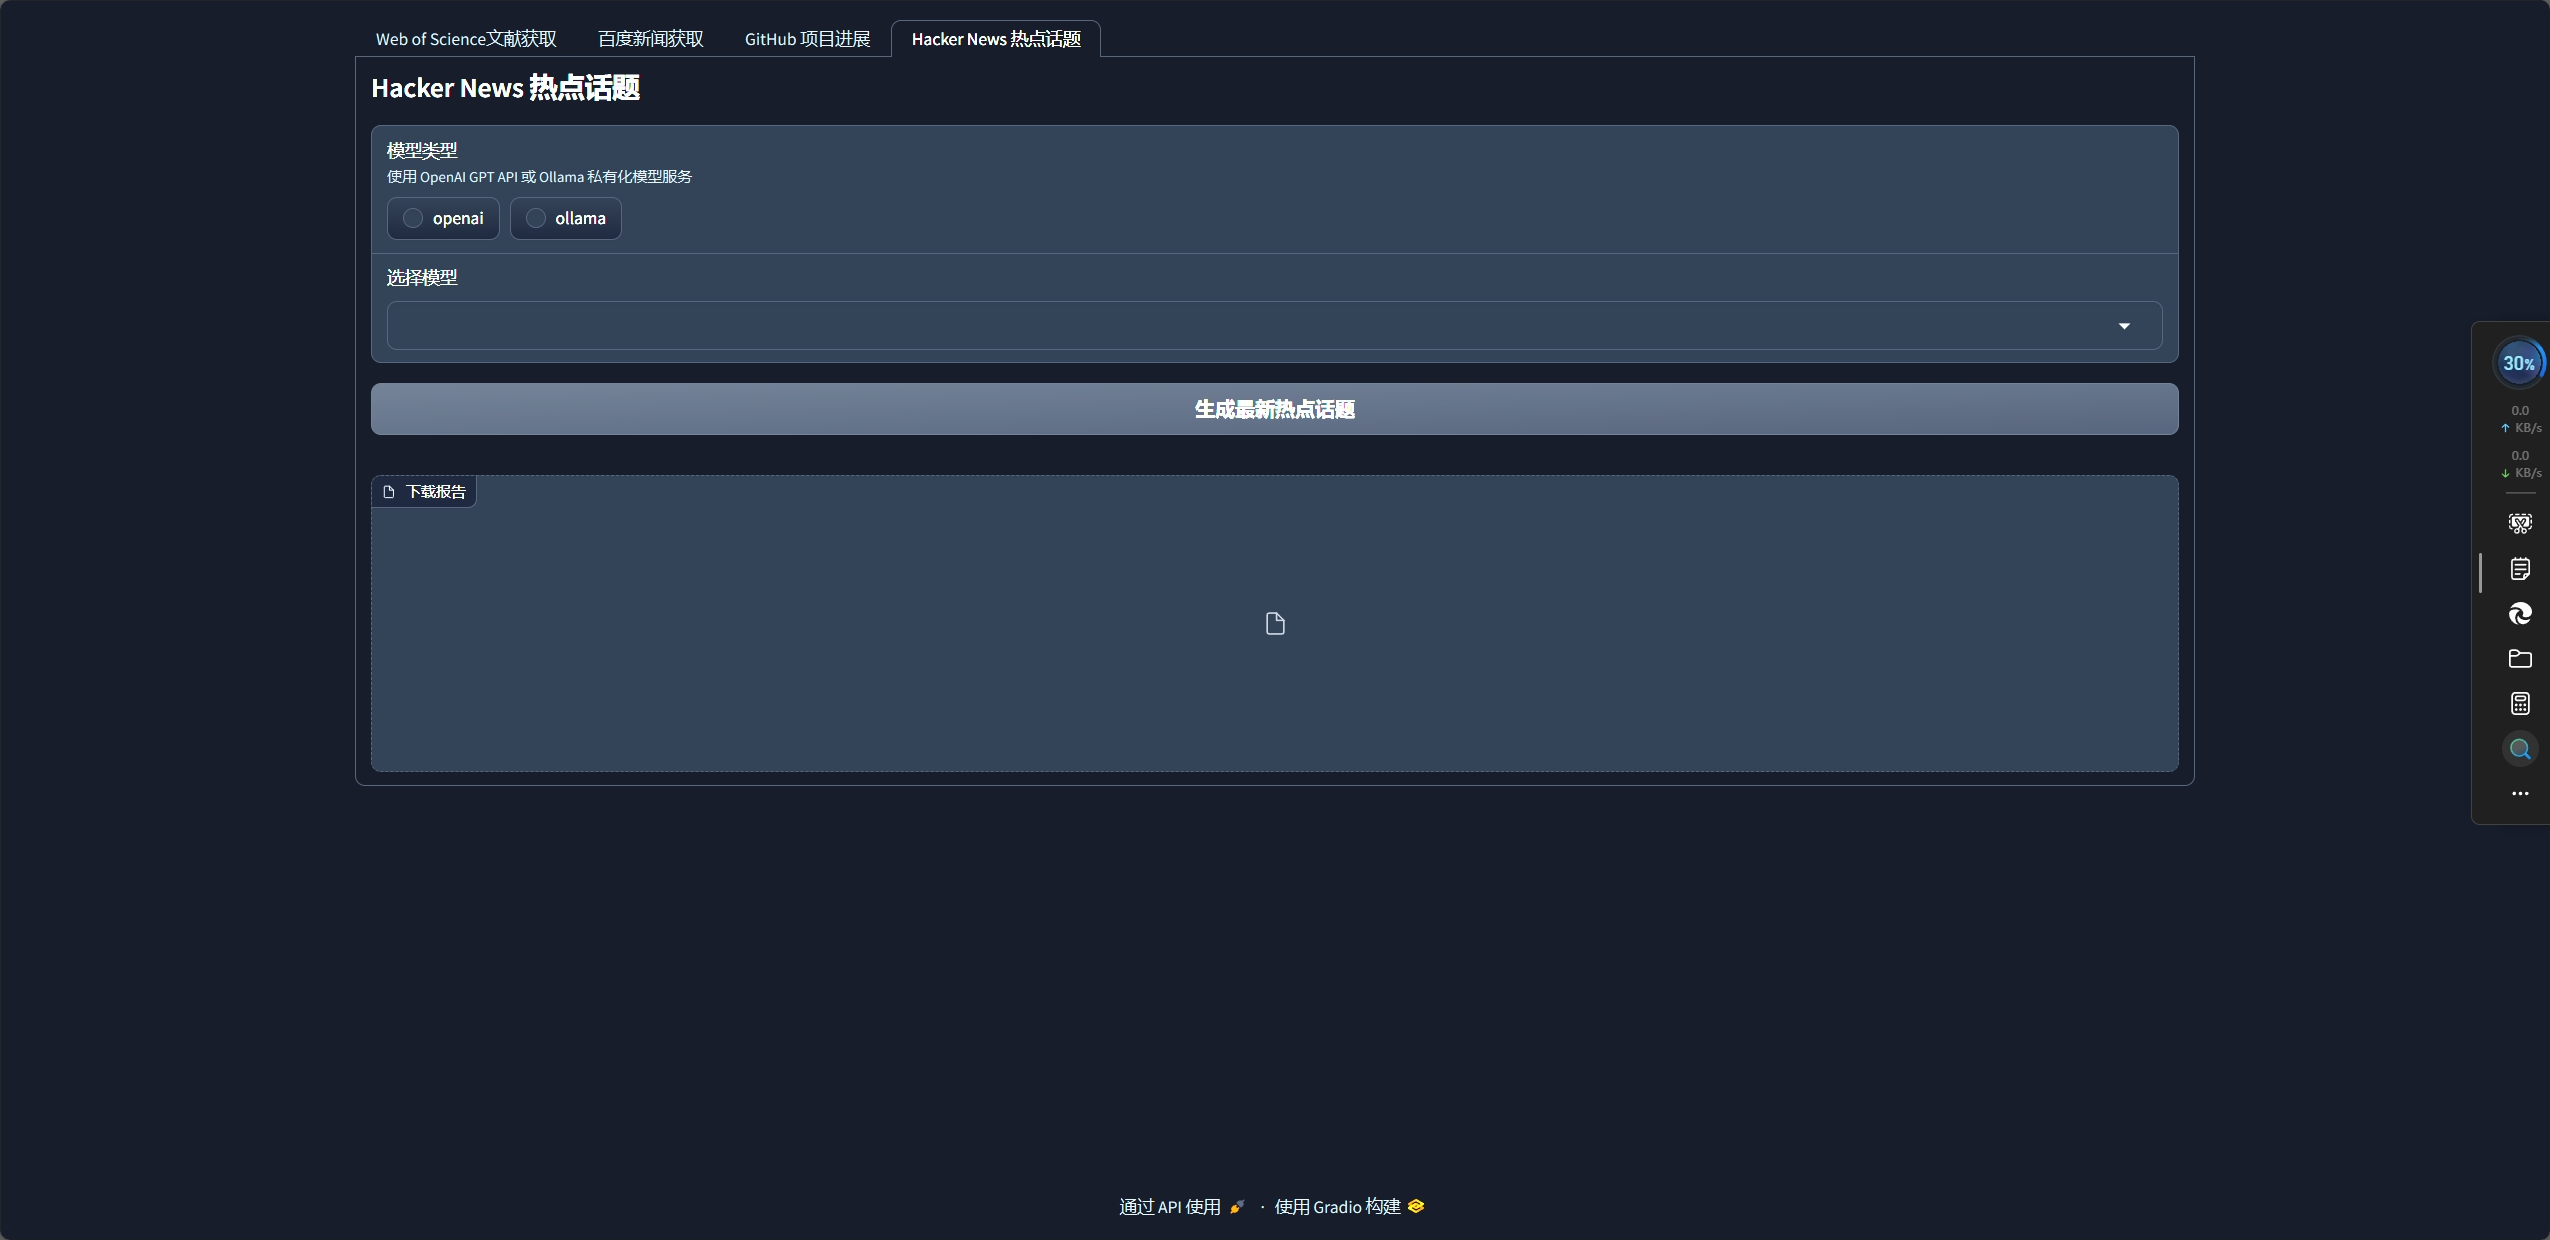 Web of Science文献获取 百度新闻获取 GitHub 项目进展 Hacker News 热点话题
Hacker News 热点话题
模型类型
使用 OpenAI GPT API 或 Ollama 私有化模型服务
openai ollama
选择模型
生成最新热点话题
下载报告
30%
0.0
↑ KB/s
0.0
↓ KB/s
通过 API 使用 · 使用 Gradio 构建